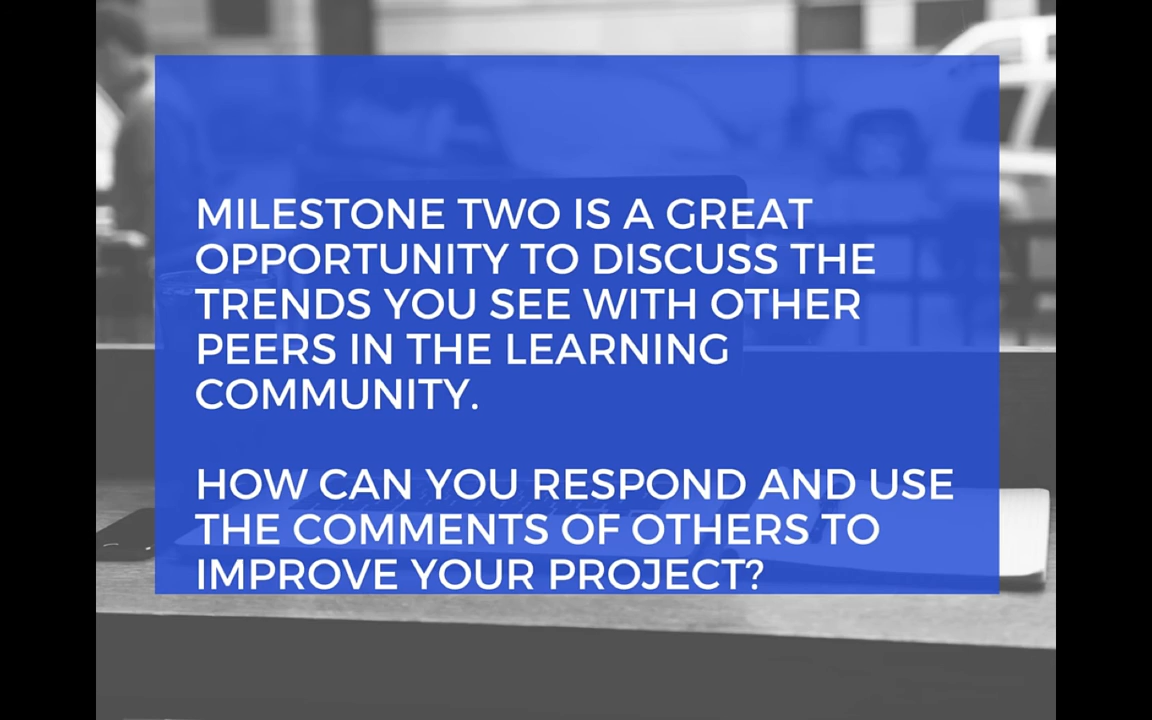 MILESTONE TWO IS A GREAT
OPPORTUNITY TO DISCUSS THE
TRENDS YOU SEE WITH OTHER
PEERS IN THE LEARNING
COMMUNITY.
HOW CAN YOU RESPOND AND USE
THE COMMENTS OF OTHERS TO
IMPROVE YOUR PROJECT?